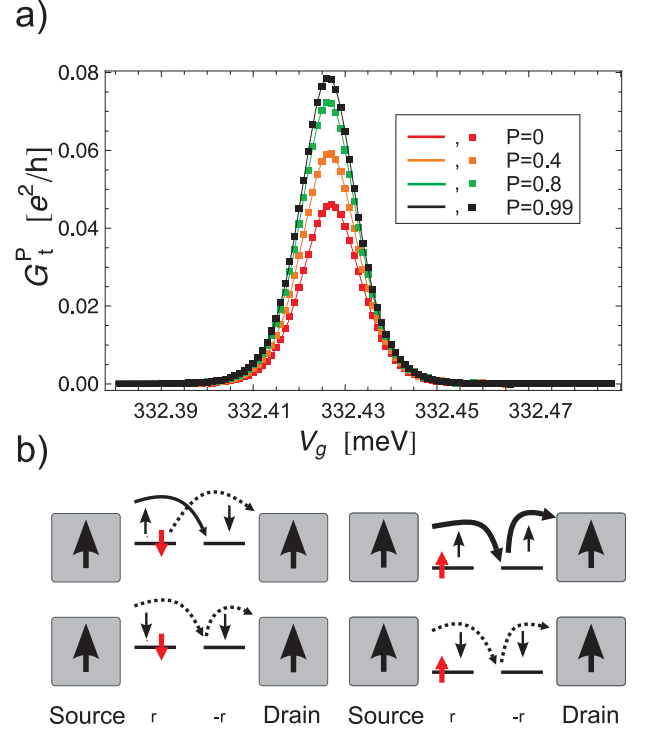 a)
0.08
0.06
0.04
0.02
0.00
G_t^P [e^2/h]
, P=0
, P=0.4
, P=0.8
, P=0.99
332.39 332.41 332.43 332.45 332.47
V_g [meV]
b)
Source r -r Drain Source r -r Drain